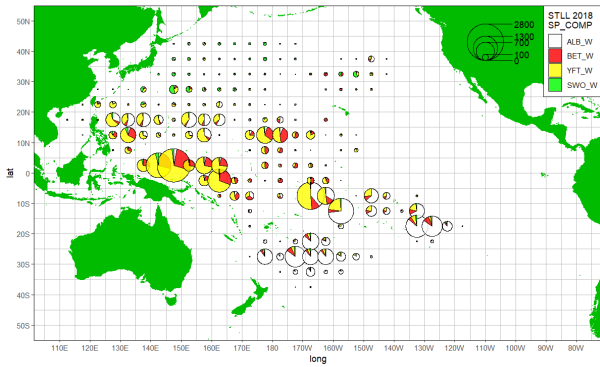 STLL 2018
SP_COMP
ALB_W
BET_W
YFT_W
SWO_W
2800
1300
700
100
0
50N
40N
30N
20N
10N
0
10S
20S
30S
40S
50S
lat
110E 120E 130E 140E 150E 160E 170E 180W 170W 160W 150W 140W 130W 120W 110W 100W 90W 80W
long